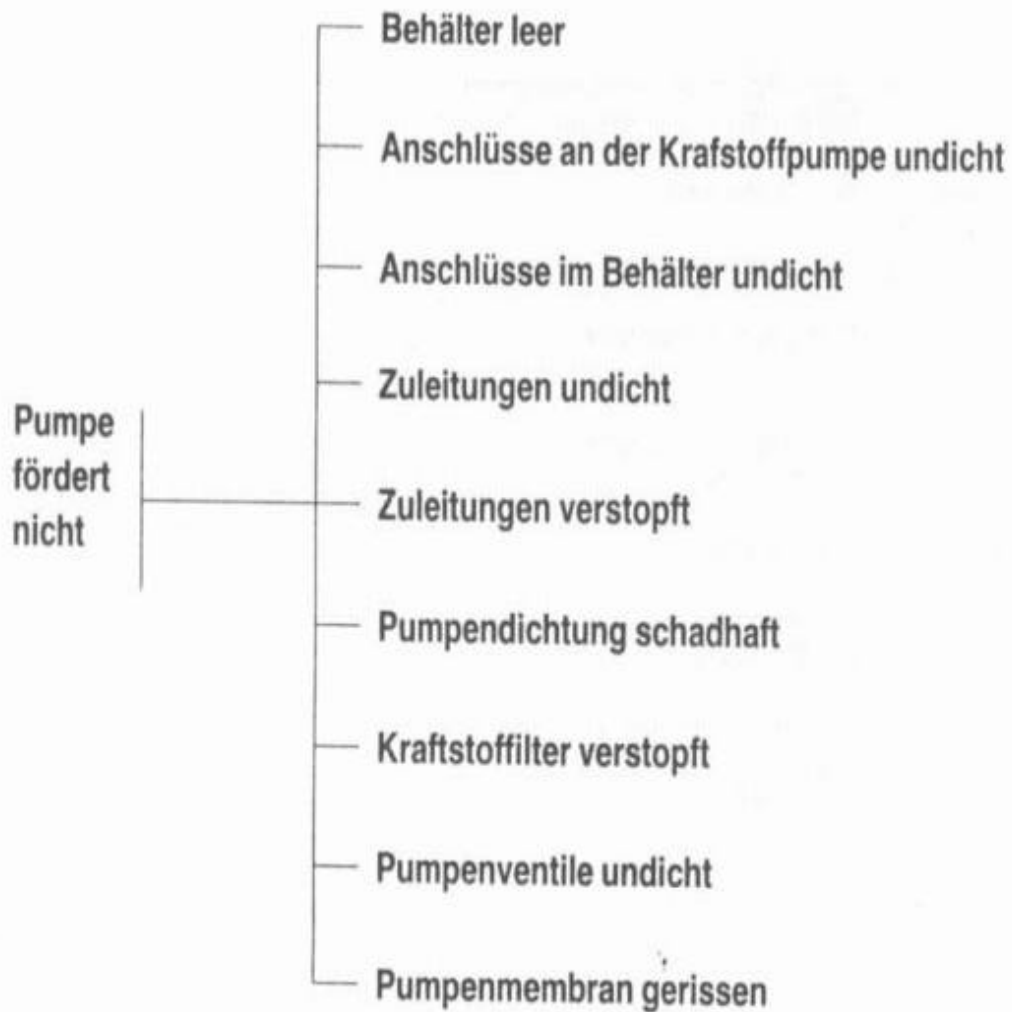 Pumpe
fördert
nicht
Behälter leer
Anschlüsse an der Krafstoffpumpe undicht
Anschlüsse im Behälter undicht
Zuleitungen undicht
Zuleitungen verstopft
Pumpendichtung schadhaft
Kraftstoffilter verstopft
Pumpenventile undicht
Pumpenmembran gerissen